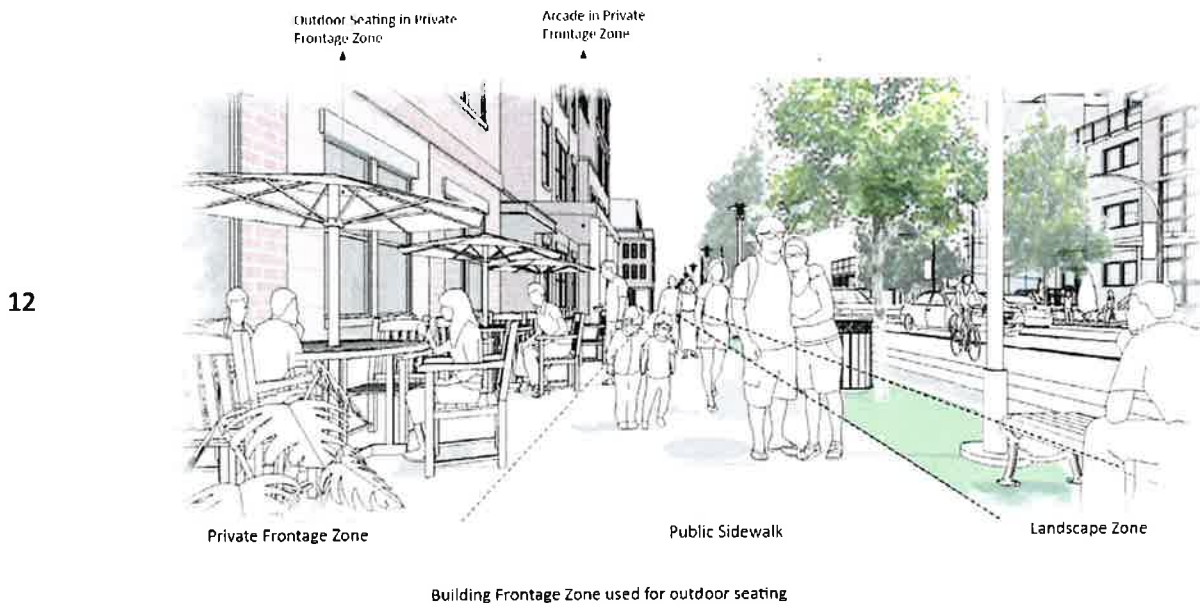 Outdoor Seating in Private
Frontage Zone
Arcade in Private
Frontage Zone
12
Private Frontage Zone
Public Sidewalk
Landscape Zone
Building Frontage Zone used for outdoor seating